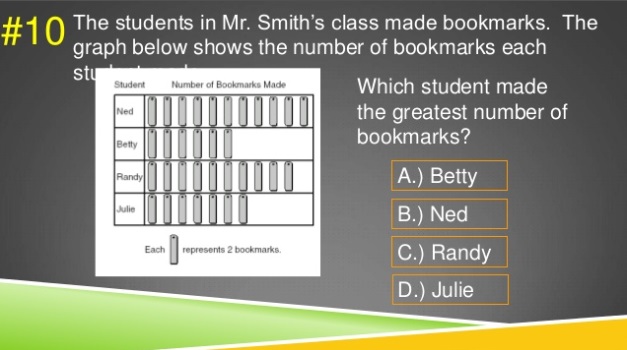 #10 The students in Mr. Smith's class made bookmarks. The
graph below shows the number of bookmarks each
Student Number of Bookmarks Made
Ned
Betty
Randy
Julie
Each represents 2 bookmarks.
Which student made
the greatest number of
bookmarks?
A.) Betty
B.) Ned
C.) Randy
D.) Julie